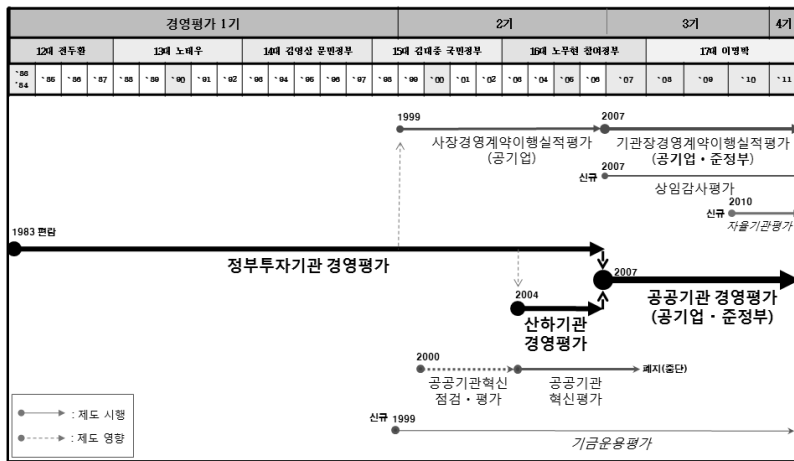 경영평가 1기 2기 3기 4기
12대 전두환 13대 노태우 14대 김영삼 문민정부 15대 김대중 국민정부 16대 노무현 참여정부 17대 이명박
`85 `86 `87 `88 `89 `90 `91 `92 `94 `95 `96 `97 `98 `99 `00 `01 `02 `04 `05 `06 `07 `08 `09 `10 `11
`84
1999 2007
사장경영계약이행실적평가 기관장경영계약이행실적평가
(공기업) (공기업·준정부)
2007
신규
상임감사평가
2010
신규
자율기관평가
1983 편람
정부투자기관 경영평가
2007
공공기관 경영평가
(공기업·준정부)
2004
산하기관
경영평가
2000
폐지(중단)
공공기관혁신 공공기관
점검·평가 혁신평가
신규 1999
기금운용평가
: 제도 시행
: 제도 영향